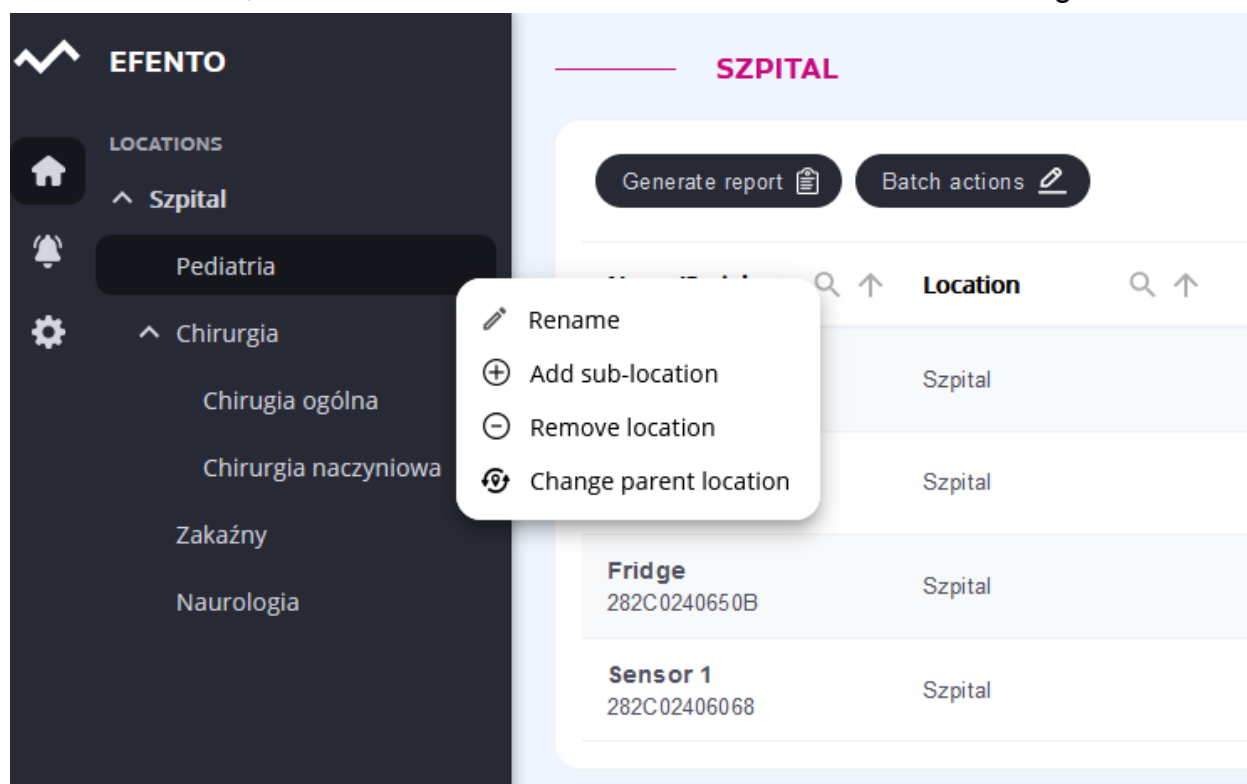 EFENTO
LOCATIONS
Szpital
Pediatria
Chirurgia
Chirugia ogólna
Chirurgia naczyniowa
Zakaźny
Naurologia
Rename
Add sub-location
Remove location
Change parent location
SZPITAL
Generate report
Batch actions
Location
Szpital
Szpital
Fridge
282C0240650B
Szpital
Sensor 1
282C02406068
Szpital